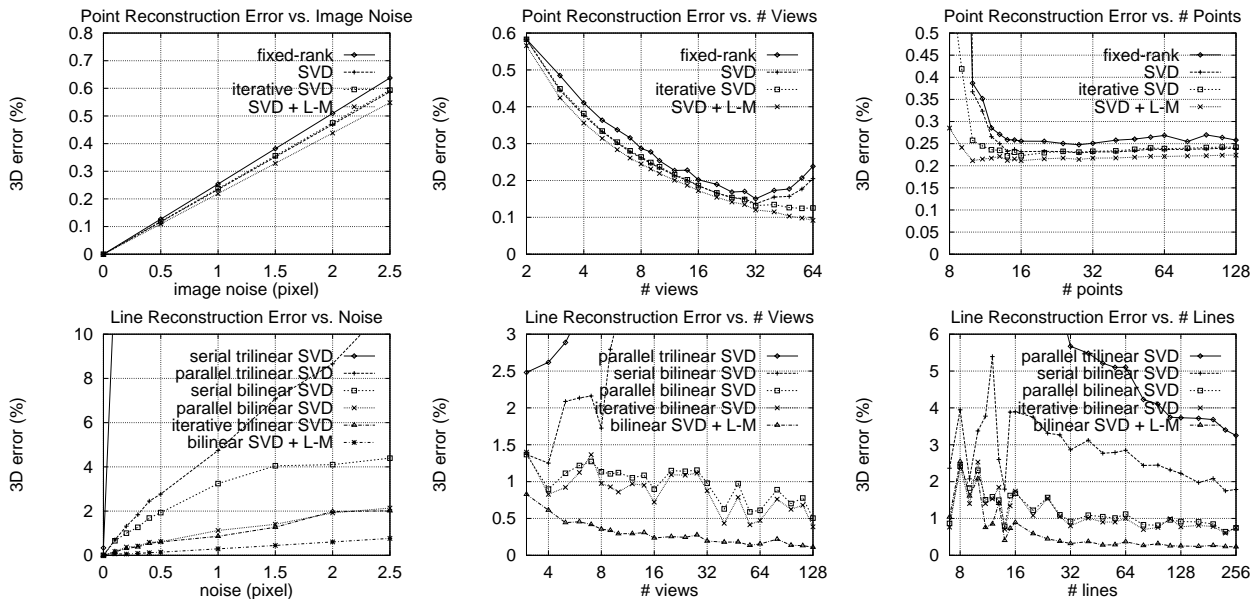 Point Reconstruction Error vs. Image Noise
0.8
0.7
0.6
0.5
0.4
0.3
0.2
0.1
0
3D error (%)
fixed-rank
SVD
iterative SVD
SVD + L-M
0 0.5 1 1.5 2 2.5
image noise (pixel)
Point Reconstruction Error vs. # Views
0.6
0.5
0.4
0.3
0.2
0.1
0
3D error (%)
fixed-rank
SVD
iterative SVD
SVD + L-M
2 4 8 16 32 64
# views
Point Reconstruction Error vs. # Points
0.5
0.45
0.4
0.35
0.3
0.25
0.2
0.15
0.1
0.05
0
3D error (%)
fixed-rank
SVD
iterative SVD
SVD + L-M
8 16 32 64 128
# points
Line Reconstruction Error vs. Noise
10
8
6
4
2
0
3D error (%)
serial trilinear SVD
parallel trilinear SVD
serial bilinear SVD
parallel bilinear SVD
iterative bilinear SVD
bilinear SVD + L-M
0 0.5 1 1.5 2 2.5
noise (pixel)
Line Reconstruction Error vs. # Views
3
2.5
2
1.5
1
0.5
0
3D error (%)
parallel trilinear SVD
serial bilinear SVD
parallel bilinear SVD
iterative bilinear SVD
bilinear SVD + L-M
4 8 16 32 64 128
# views
Line Reconstruction Error vs. # Lines
6
5
4
3
2
1
0
3D error (%)
parallel trilinear SVD
serial bilinear SVD
parallel bilinear SVD
iterative bilinear SVD
bilinear SVD + L-M
8 16 32 64 128 256
# lines